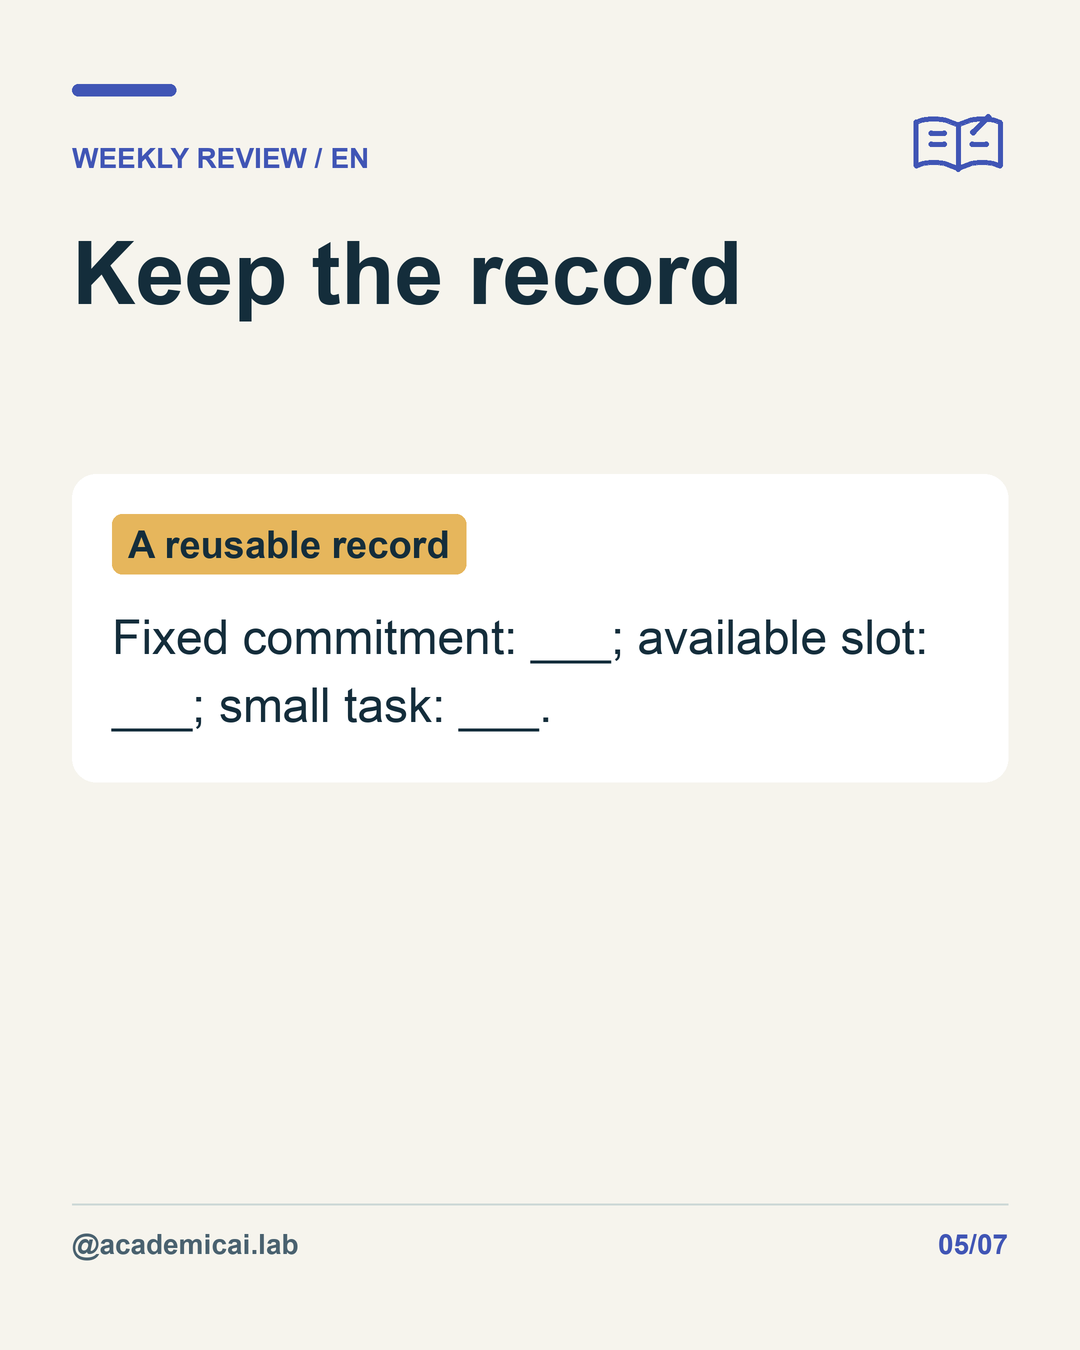 WEEKLY REVIEW / EN
Keep the record
A reusable record
Fixed commitment: ___; available slot:
___; small task: ___.
@academicai.lab
05/07